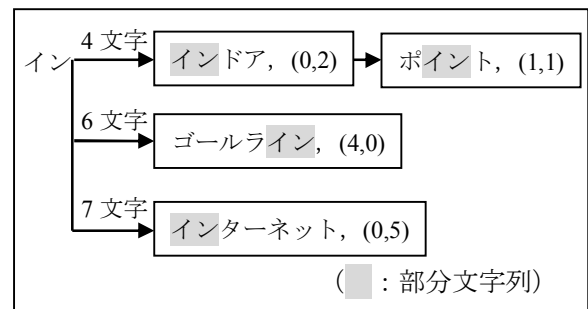 4 文字
イン
インドア，(0,2)
ポイント，(1,1)
6 文字
ゴールライン，(4,0)
7 文字
インターネット，(0,5)
（ ：部分文字列）